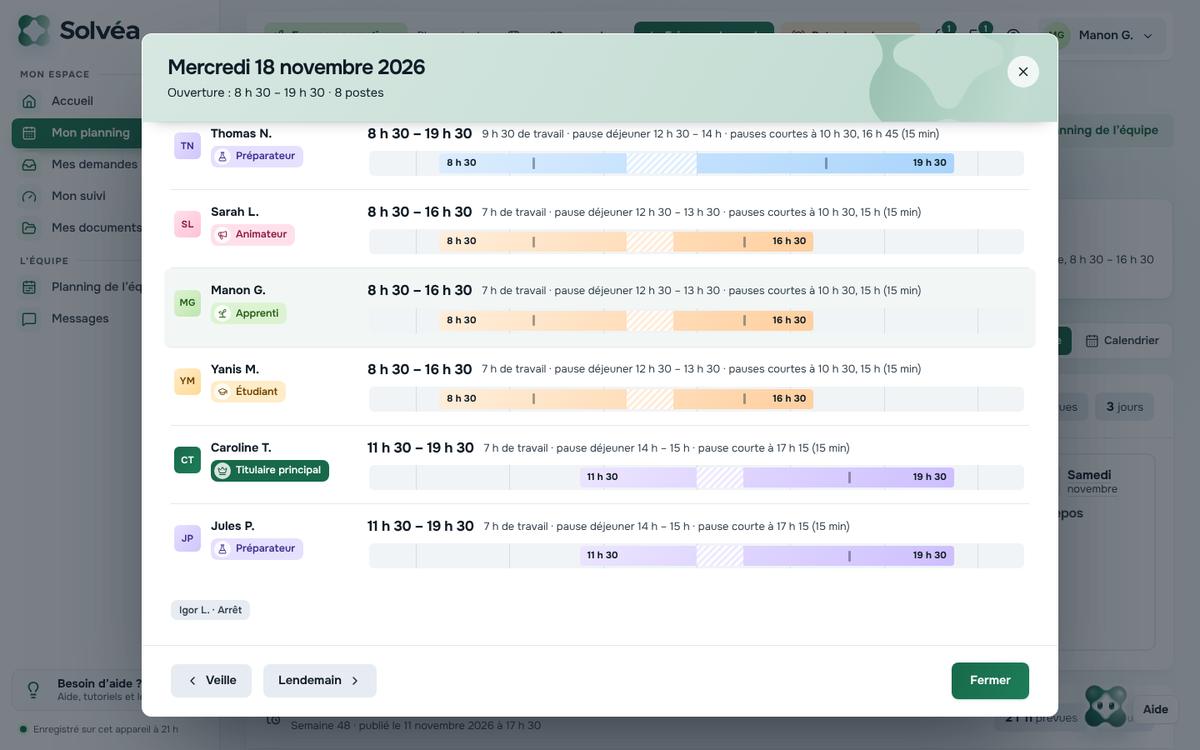 Solvéa
1
1
MG
Manon G.
MON ESPACE
Accueil
Mon planning
Mes demandes
Mon suivi
Mes documents
L'ÉQUIPE
Messages
Mercredi 18 novembre 2026
Ouverture : 8 h 30 – 19 h 30 · 8 postes
TN
Thomas N.
Préparateur
8 h 30 – 19 h 30 9 h 30 de travail · pause déjeuner 12 h 30 – 14 h · pauses courtes à 10 h 30, 16 h 45 (15 min)
8 h 30 19 h 30
SL
Sarah L.
Animateur
8 h 30 – 16 h 30 7 h de travail · pause déjeuner 12 h 30 – 13 h 30 · pauses courtes à 10 h 30, 15 h (15 min)
8 h 30 16 h 30
MG
Manon G.
Apprenti
8 h 30 – 16 h 30 7 h de travail · pause déjeuner 12 h 30 – 13 h 30 · pauses courtes à 10 h 30, 15 h (15 min)
8 h 30 16 h 30
YM
Yanis M.
Étudiant
8 h 30 – 16 h 30 7 h de travail · pause déjeuner 12 h 30 – 13 h 30 · pauses courtes à 10 h 30, 15 h (15 min)
8 h 30 16 h 30
CT
Caroline T.
Titulaire principal
11 h 30 – 19 h 30 7 h de travail · pause déjeuner 14 h – 15 h · pause courte à 17 h 15 (15 min)
11 h 30 19 h 30
JP
Jules P.
Préparateur
11 h 30 – 19 h 30 7 h de travail · pause déjeuner 14 h – 15 h · pause courte à 17 h 15 (15 min)
11 h 30 19 h 30
Igor L. · Arrêt
Veille
Lendemain
Fermer
de l'équipe
8 h 30 – 16 h 30
Calendrier
3 jours
Samedi
novembre
Besoin d'aide ?
Aide, tutoriels et
Enregistré sur cet appareil à 21 h
Semaine 48 · publié le 11 novembre 2026 à 17 h 30
prévues
Aide